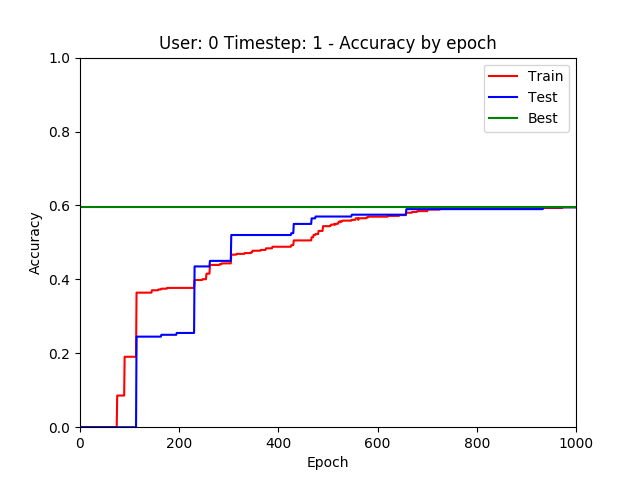 User: 0 Timestep: 1 - Accuracy by epoch
1.0
Train
Test
Best
0.8
0.6
Accuracy
0.4
0.2
0.0
0 200 400 600 800 1000
Epoch